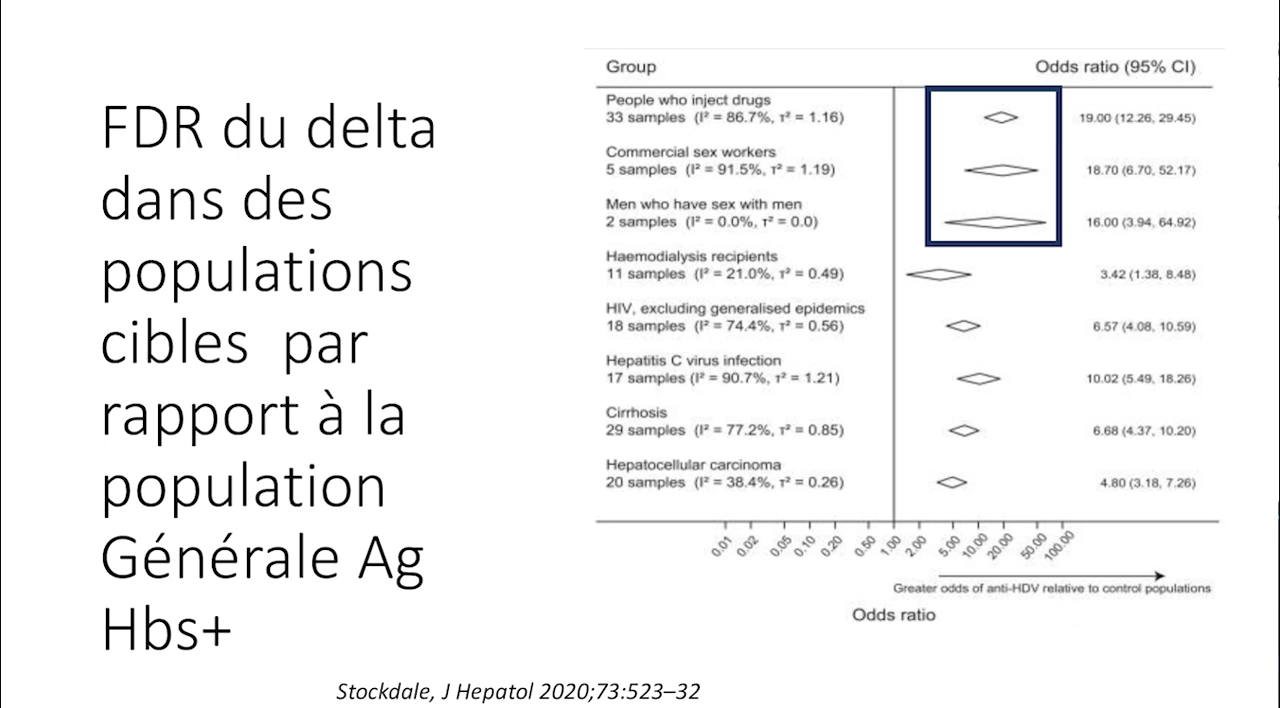 FDR du delta
dans des
populations
cibles par
rapport à la
population
Générale Ag
Hbs+
Group Odds ratio (95% CI)
People who inject drugs
33 samples (I² = 86.7%, τ² = 1.16) 19.00 (12.26, 29.45)
Commercial sex workers
5 samples (I² = 91.5%, τ² = 1.19) 18.70 (6.70, 52.17)
Men who have sex with men
2 samples (I² = 0.0%, τ² = 0.0) 16.00 (3.94, 64.92)
Haemodialysis recipients
11 samples (I² = 21.0%, τ² = 0.49) 3.42 (1.38, 8.48)
HIV, excluding generalised epidemics
18 samples (I² = 74.4%, τ² = 0.56) 6.57 (4.08, 10.59)
Hepatitis C virus infection
17 samples (I² = 90.7%, τ² = 1.21) 10.02 (5.49, 18.26)
Cirrhosis
29 samples (I² = 77.2%, τ² = 0.85) 6.68 (4.37, 10.20)
Hepatocellular carcinoma
20 samples (I² = 38.4%, τ² = 0.26) 4.80 (3.18, 7.26)
0.01 0.02 0.05 0.10 0.20 0.50 1.00 2.00 5.00 10.00 20.00 50.00 100.00
Greater odds of anti-HDV relative to control populations
Odds ratio
Stockdale, J Hepatol 2020;73:523–32